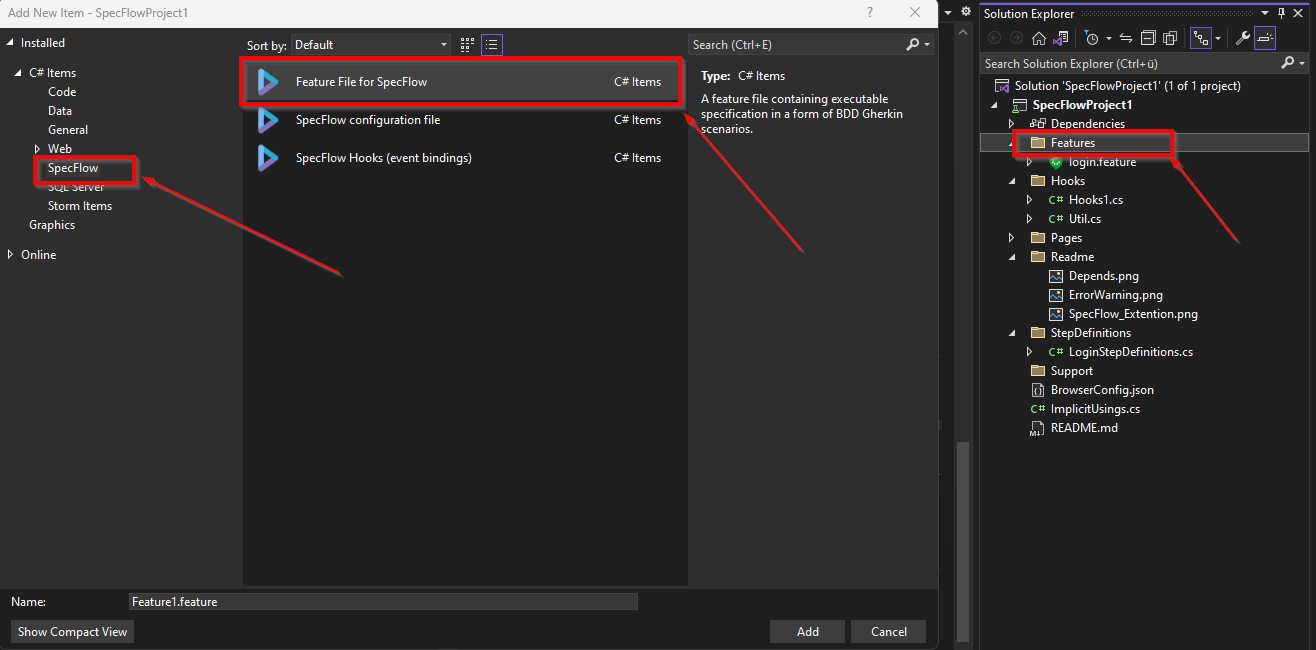 Add New Item - SpecFlowProject1
?
Installed
C# Items
Code
Data
General
Web
SpecFlow
SQL Server
Storm Items
Graphics
Online
Sort by: Default
Feature File for SpecFlow C# Items
SpecFlow configuration file C# Items
SpecFlow Hooks (event bindings) C# Items
Search (Ctrl+E)
Type: C# Items
A feature file containing executable
specification in a form of BDD Gherkin
scenarios.
Name: Feature1.feature
Show Compact View
Add
Cancel
Solution Explorer
Search Solution Explorer (Ctrl+ü)
Solution 'SpecFlowProject1' (1 of 1 project)
SpecFlowProject1
Dependencies
Features
login.feature
Hooks
C# Hooks1.cs
C# Util.cs
Pages
Readme
Depends.png
ErrorWarning.png
SpecFlow_Extention.png
StepDefinitions
C# LoginStepDefinitions.cs
Support
BrowserConfig.json
C# ImplicitUsings.cs
README.md